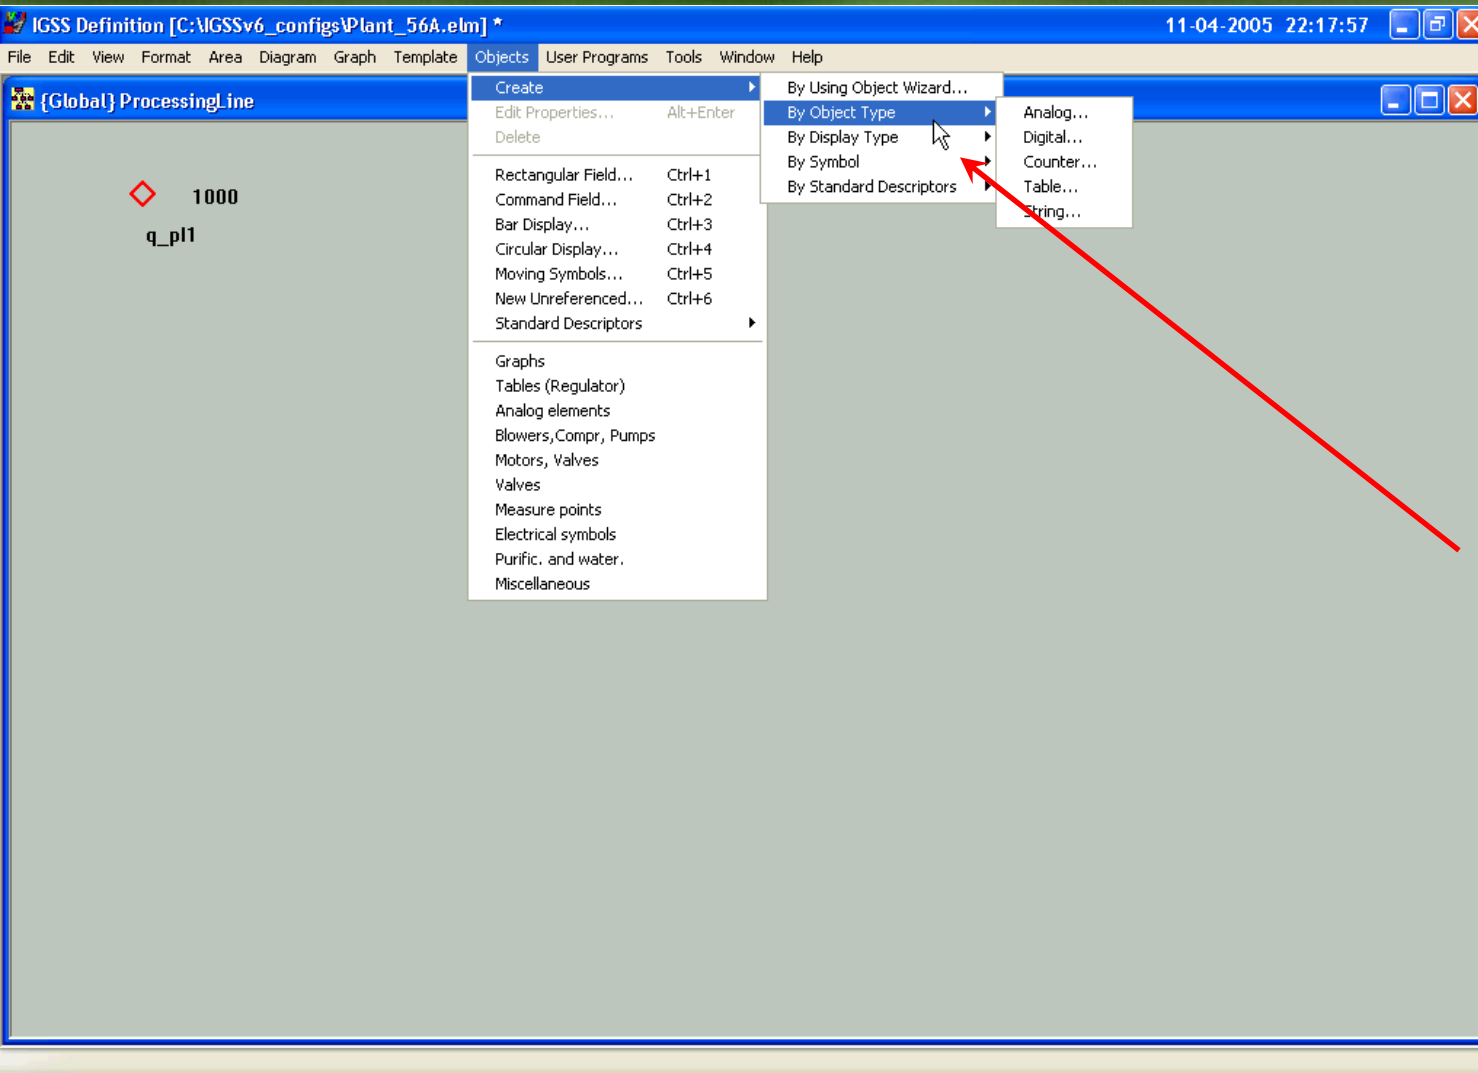 IGSS Definition [C:\IGSSv6_configs\Plant_56A.elm] *
11-04-2005 22:17:57
File Edit View Format Area Diagram Graph Template Objects User Programs Tools Window Help
{Global} ProcessingLine
1000
q_pl1
Create
Edit Properties... Alt+Enter
Delete
Rectangular Field... Ctrl+1
Command Field... Ctrl+2
Bar Display... Ctrl+3
Circular Display... Ctrl+4
Moving Symbols... Ctrl+5
New Unreferenced... Ctrl+6
Standard Descriptors
Graphs
Tables (Regulator)
Analog elements
Blowers,Compr, Pumps
Motors, Valves
Valves
Measure points
Electrical symbols
Purific. and water.
Miscellaneous
By Using Object Wizard...
By Object Type
By Display Type
By Symbol
By Standard Descriptors
Analog...
Digital...
Counter...
Table...
String...